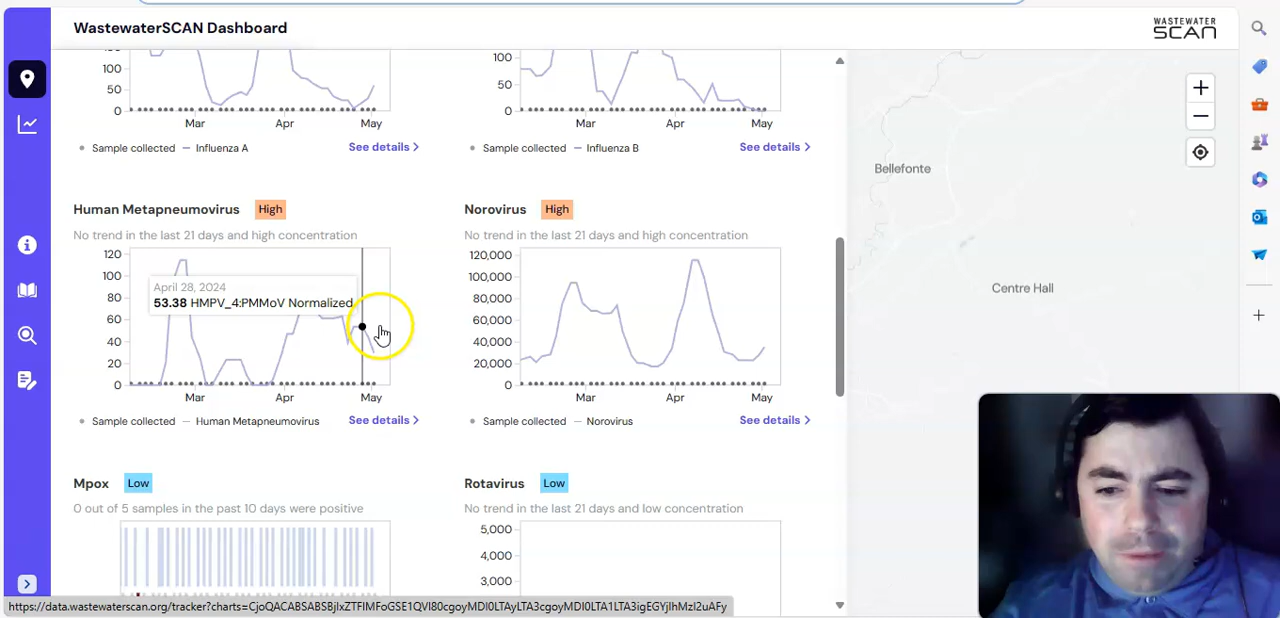 WastewaterSCAN Dashboard
WASTEWATER
SCAN
100
50
0
Mar Apr May
Sample collected Influenza A See details
100
50
0
Mar Apr May
Sample collected Influenza B See details
Bellefonte
Centre Hall
Human Metapneumovirus High
No trend in the last 21 days and high concentration
120
100
80
60
40
20
0
April 28, 2024
53.38 HMPV_4:PMMoV Normalized
Mar Apr May
Sample collected Human Metapneumovirus See details
Norovirus High
No trend in the last 21 days and high concentration
120,000
100,000
80,000
60,000
40,000
20,000
0
Mar Apr May
Sample collected Norovirus See details
Mpox Low
0 out of 5 samples in the past 10 days were positive
Rotavirus Low
No trend in the last 21 days and low concentration
5,000
4,000
3,000